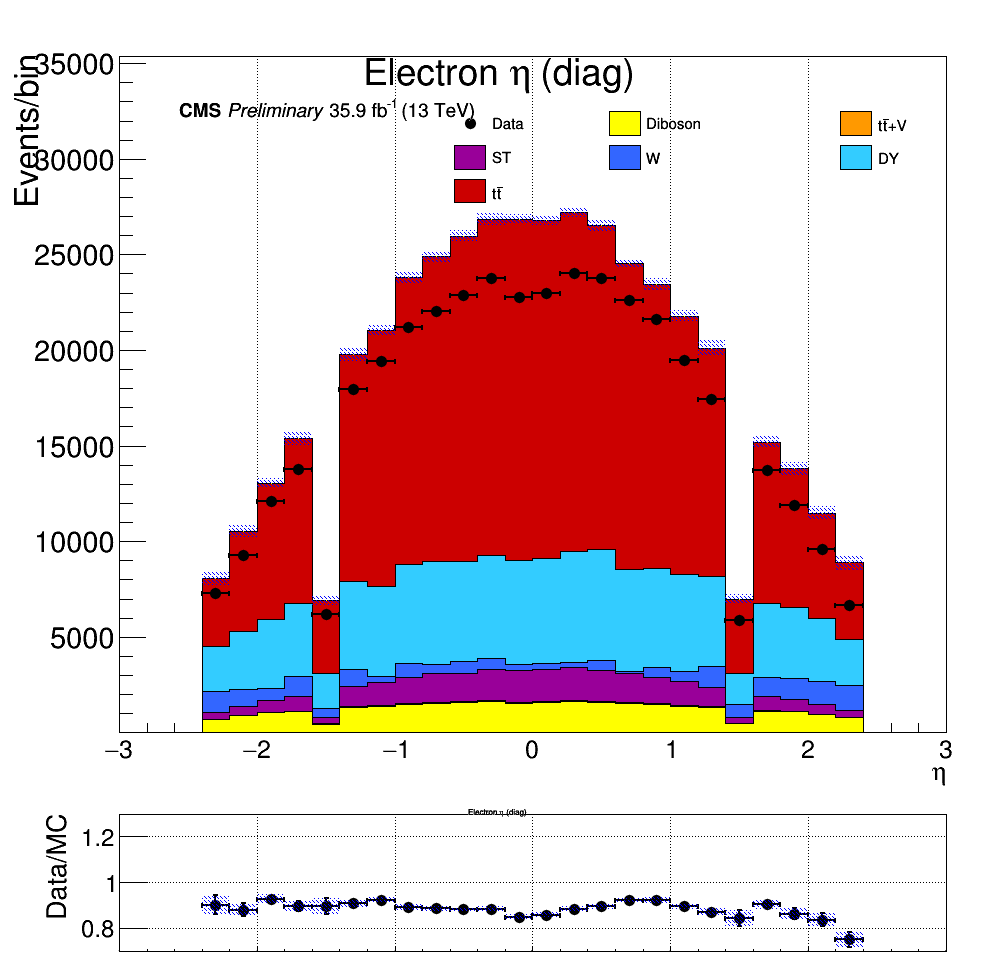 Electron η (diag)
CMS Preliminary 35.9 fb⁻¹ (13 TeV)
Data
Diboson
tt̄+V
ST
W
DY
tt̄
Events/bin
35000
30000
25000
20000
15000
10000
5000
−3 −2 −1 0 1 2 3
η
Electron η (diag)
Data/MC
1.2
1
0.8